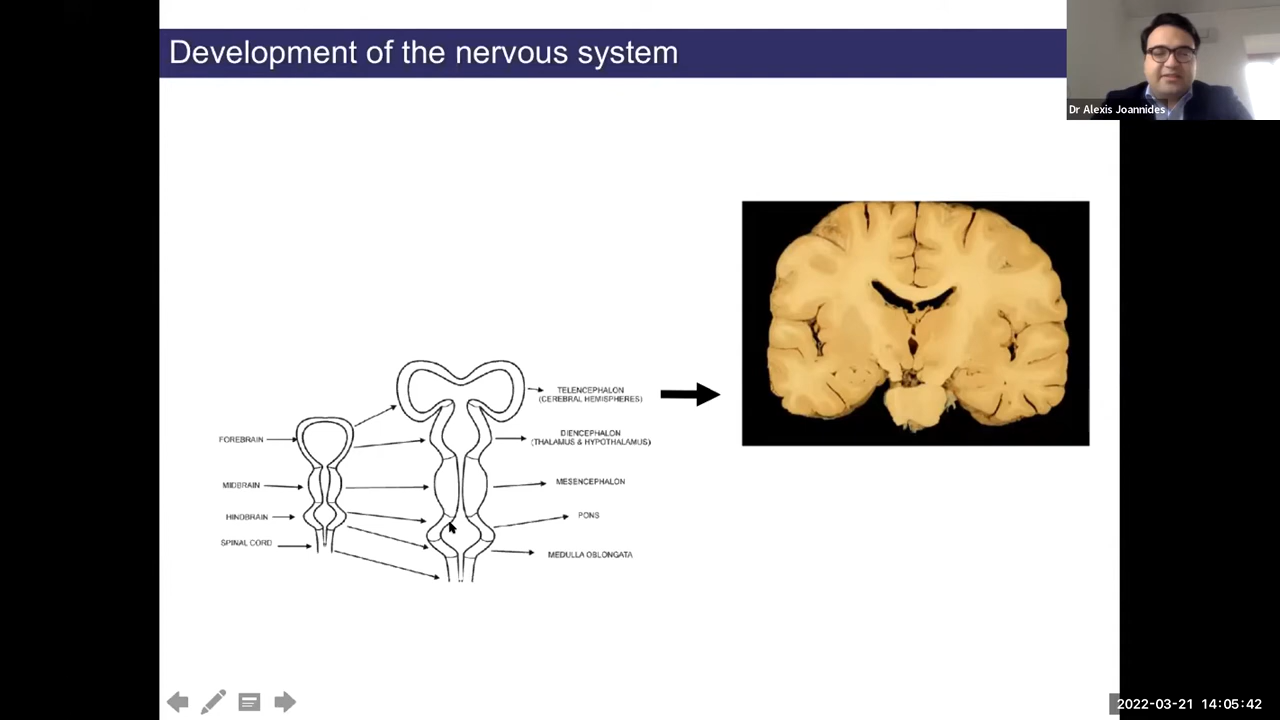 Development of the nervous system
Dr Alexis Joannides
TELENCEPHALON
(CEREBRAL HEMISPHERES)
FOREBRAIN
DIENCEPHALON
(THALAMUS & HYPOTHALAMUS)
MIDBRAIN
MESENCEPHALON
HINDBRAIN
PONS
SPINAL CORD
MEDULLA OBLONGATA
2022-03-21 14:05:42